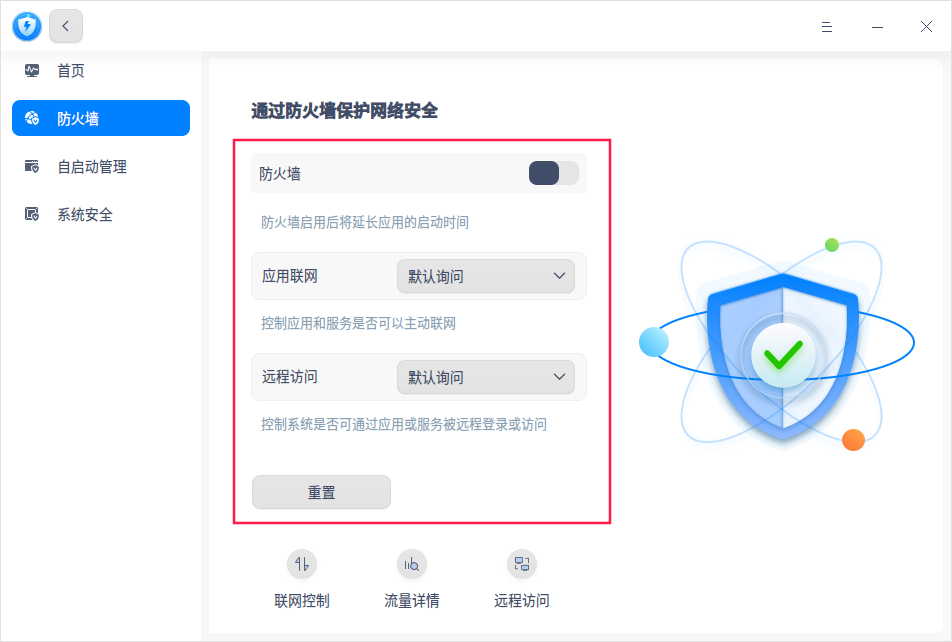 首页
防火墙
自启动管理
系统安全
通过防火墙保护网络安全
防火墙
防火墙启用后将延长应用的启动时间
应用联网 默认询问
控制应用和服务是否可以主动联网
远程访问 默认询问
控制系统是否可通过应用或服务被远程登录或访问
重置
联网控制 流量详情 远程访问